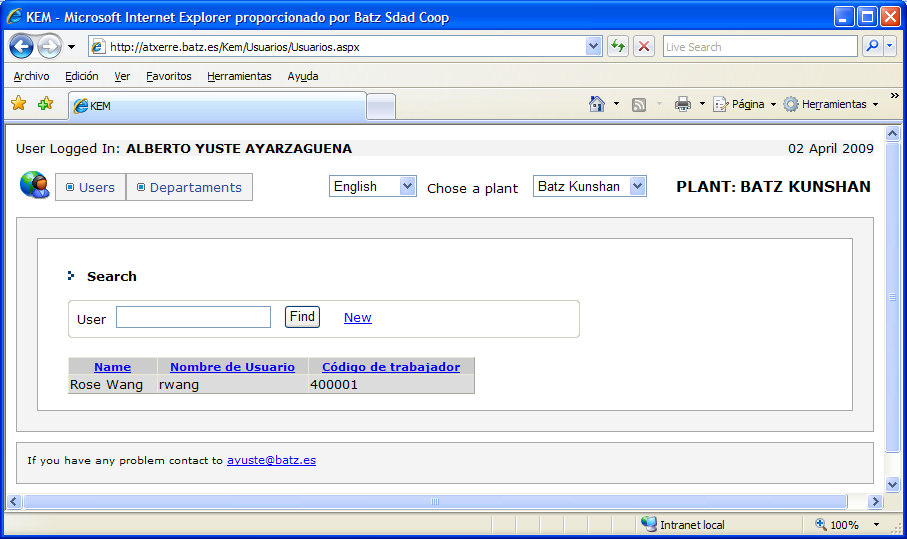 KEM - Microsoft Internet Explorer proporcionado por Batz Sdad Coop
http://atxerre.batz.es/Kem/Usuarios/Usuarios.aspx
Live Search
Archivo Edición Ver Favoritos Herramientas Ayuda
KEM
Página
Herramientas
User Logged In: ALBERTO YUSTE AYARZAGUENA
02 April 2009
Users
Departaments
English
Chose a plant
Batz Kunshan
PLANT: BATZ KUNSHAN
Search
User
Find
New
Name Nombre de Usuario Código de trabajador
Rose Wang rwang 400001
If you have any problem contact to ayuste@batz.es
Intranet local
100%